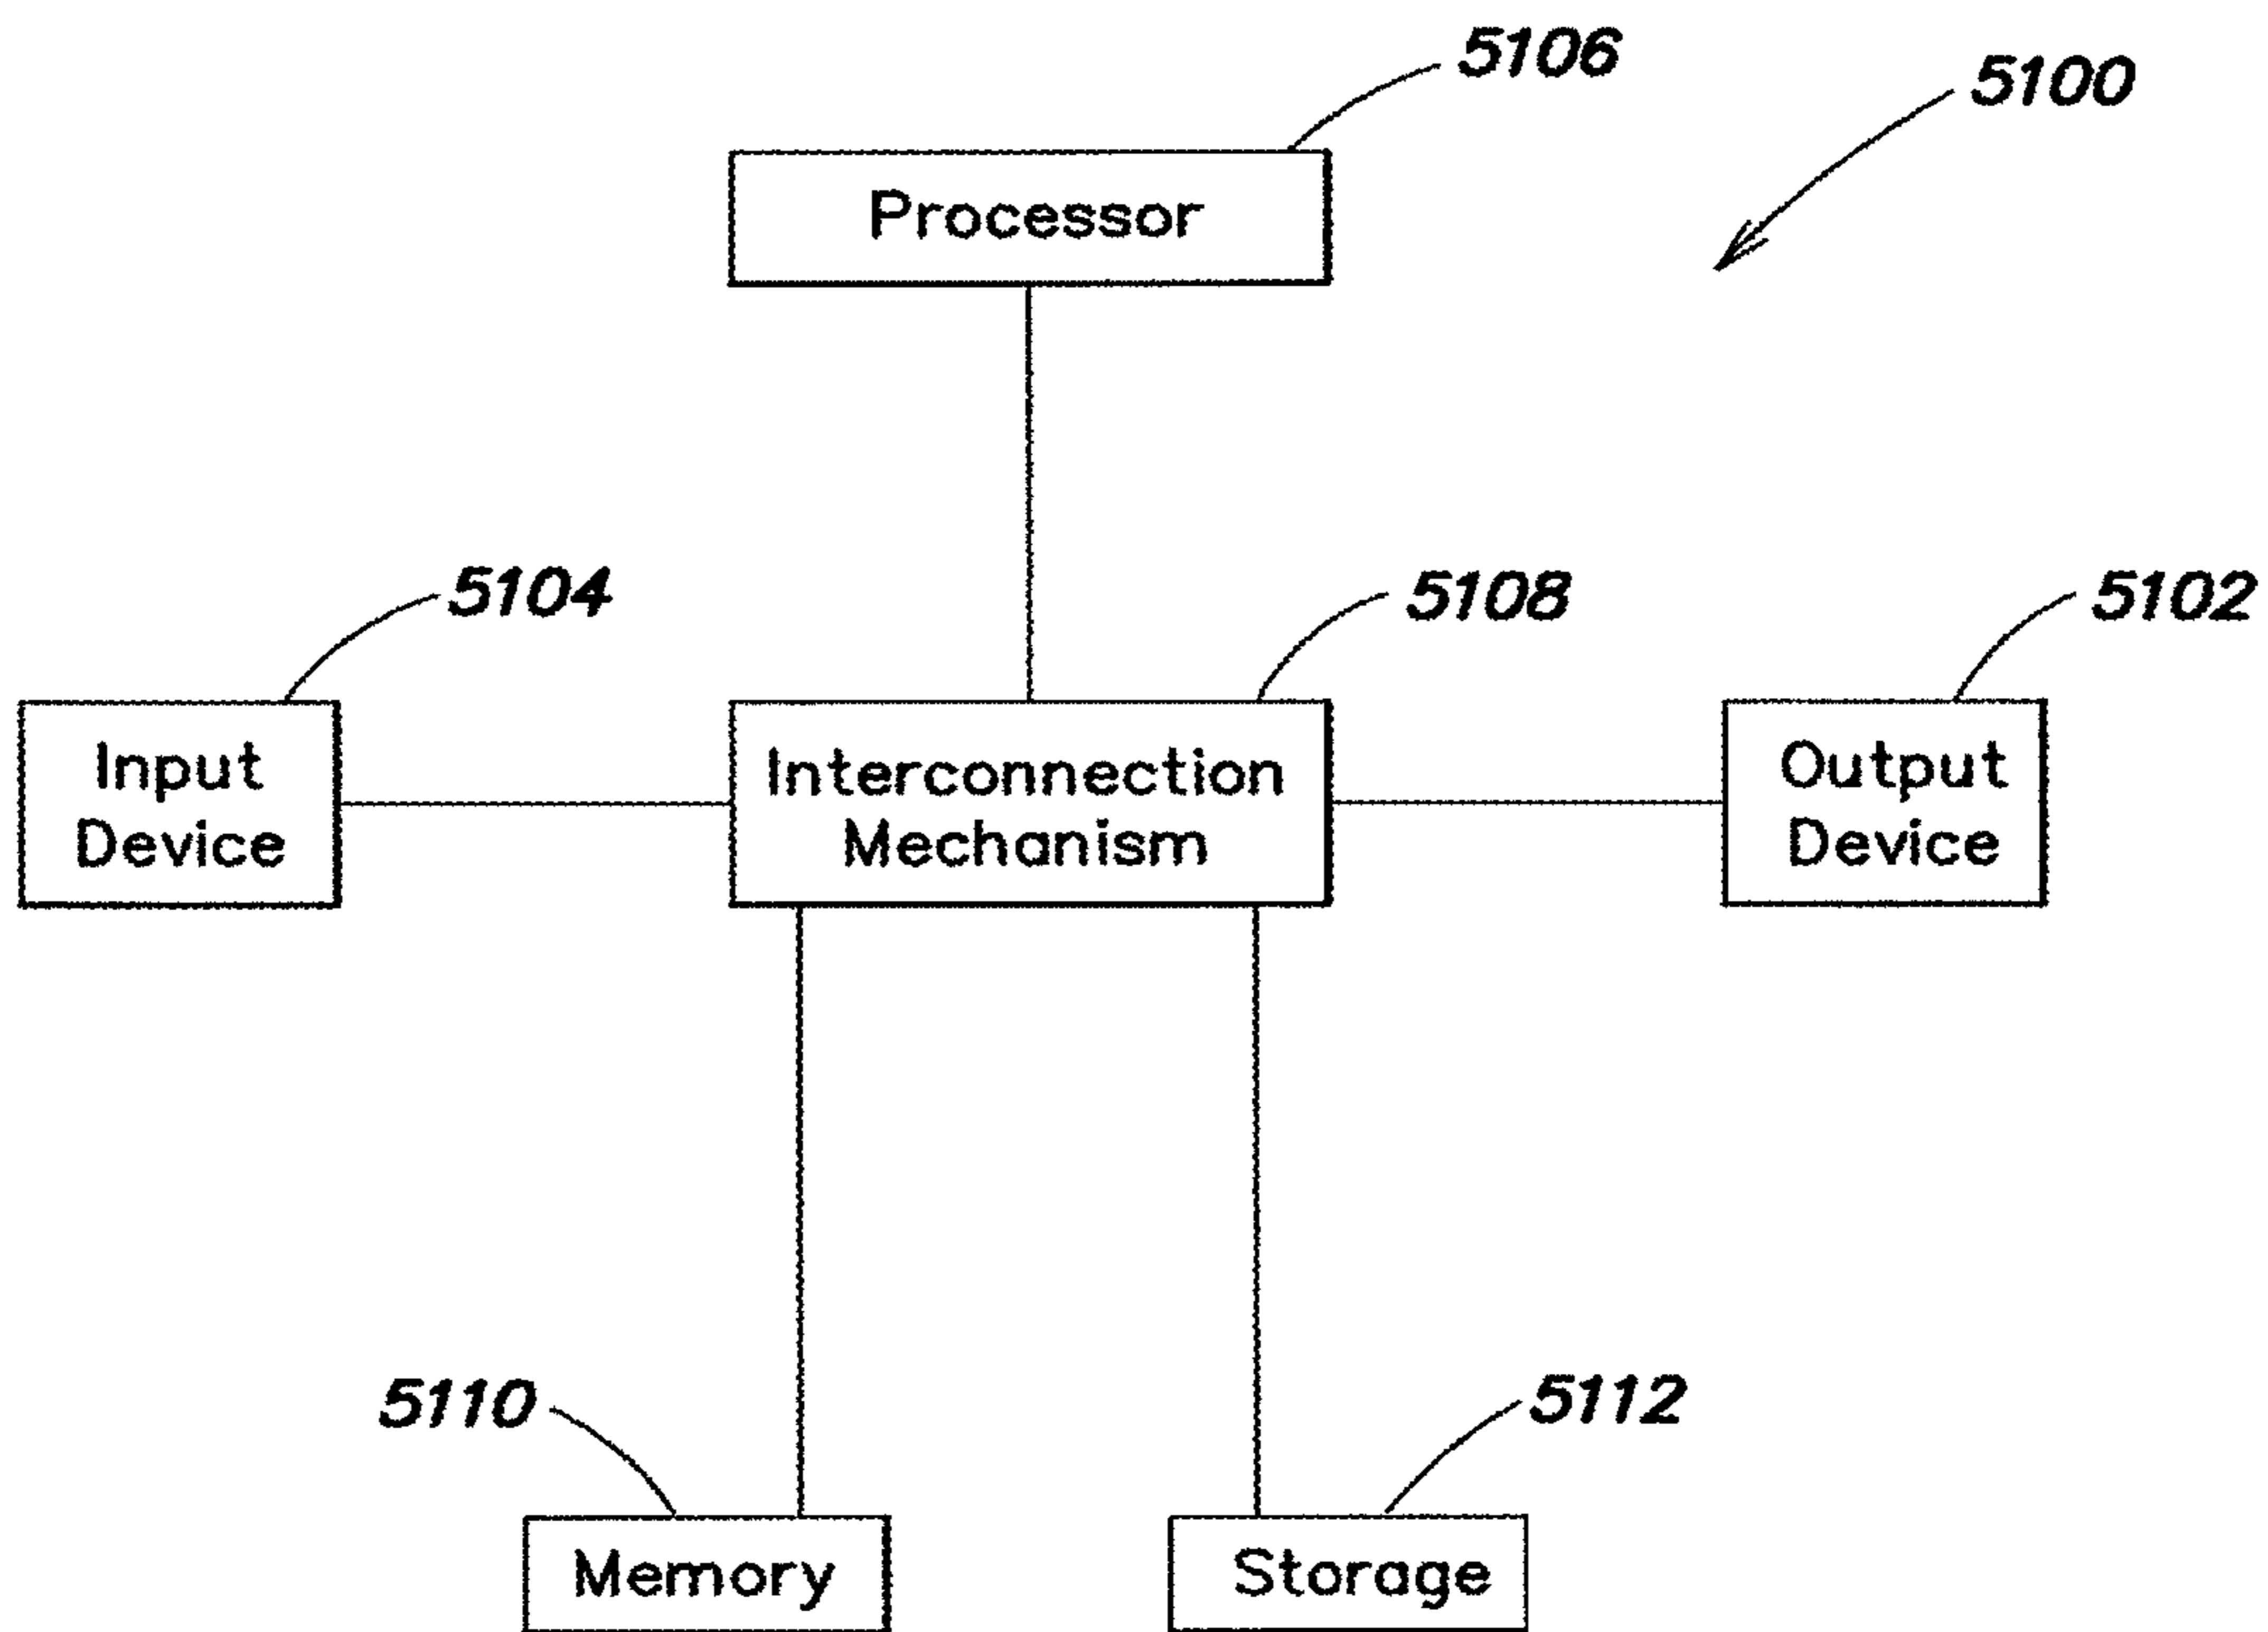 5106
5100
Processor
5104
5108
5102
Input
Device
Interconnection
Mechanism
Output
Device
5110
5112
Memory
Storage